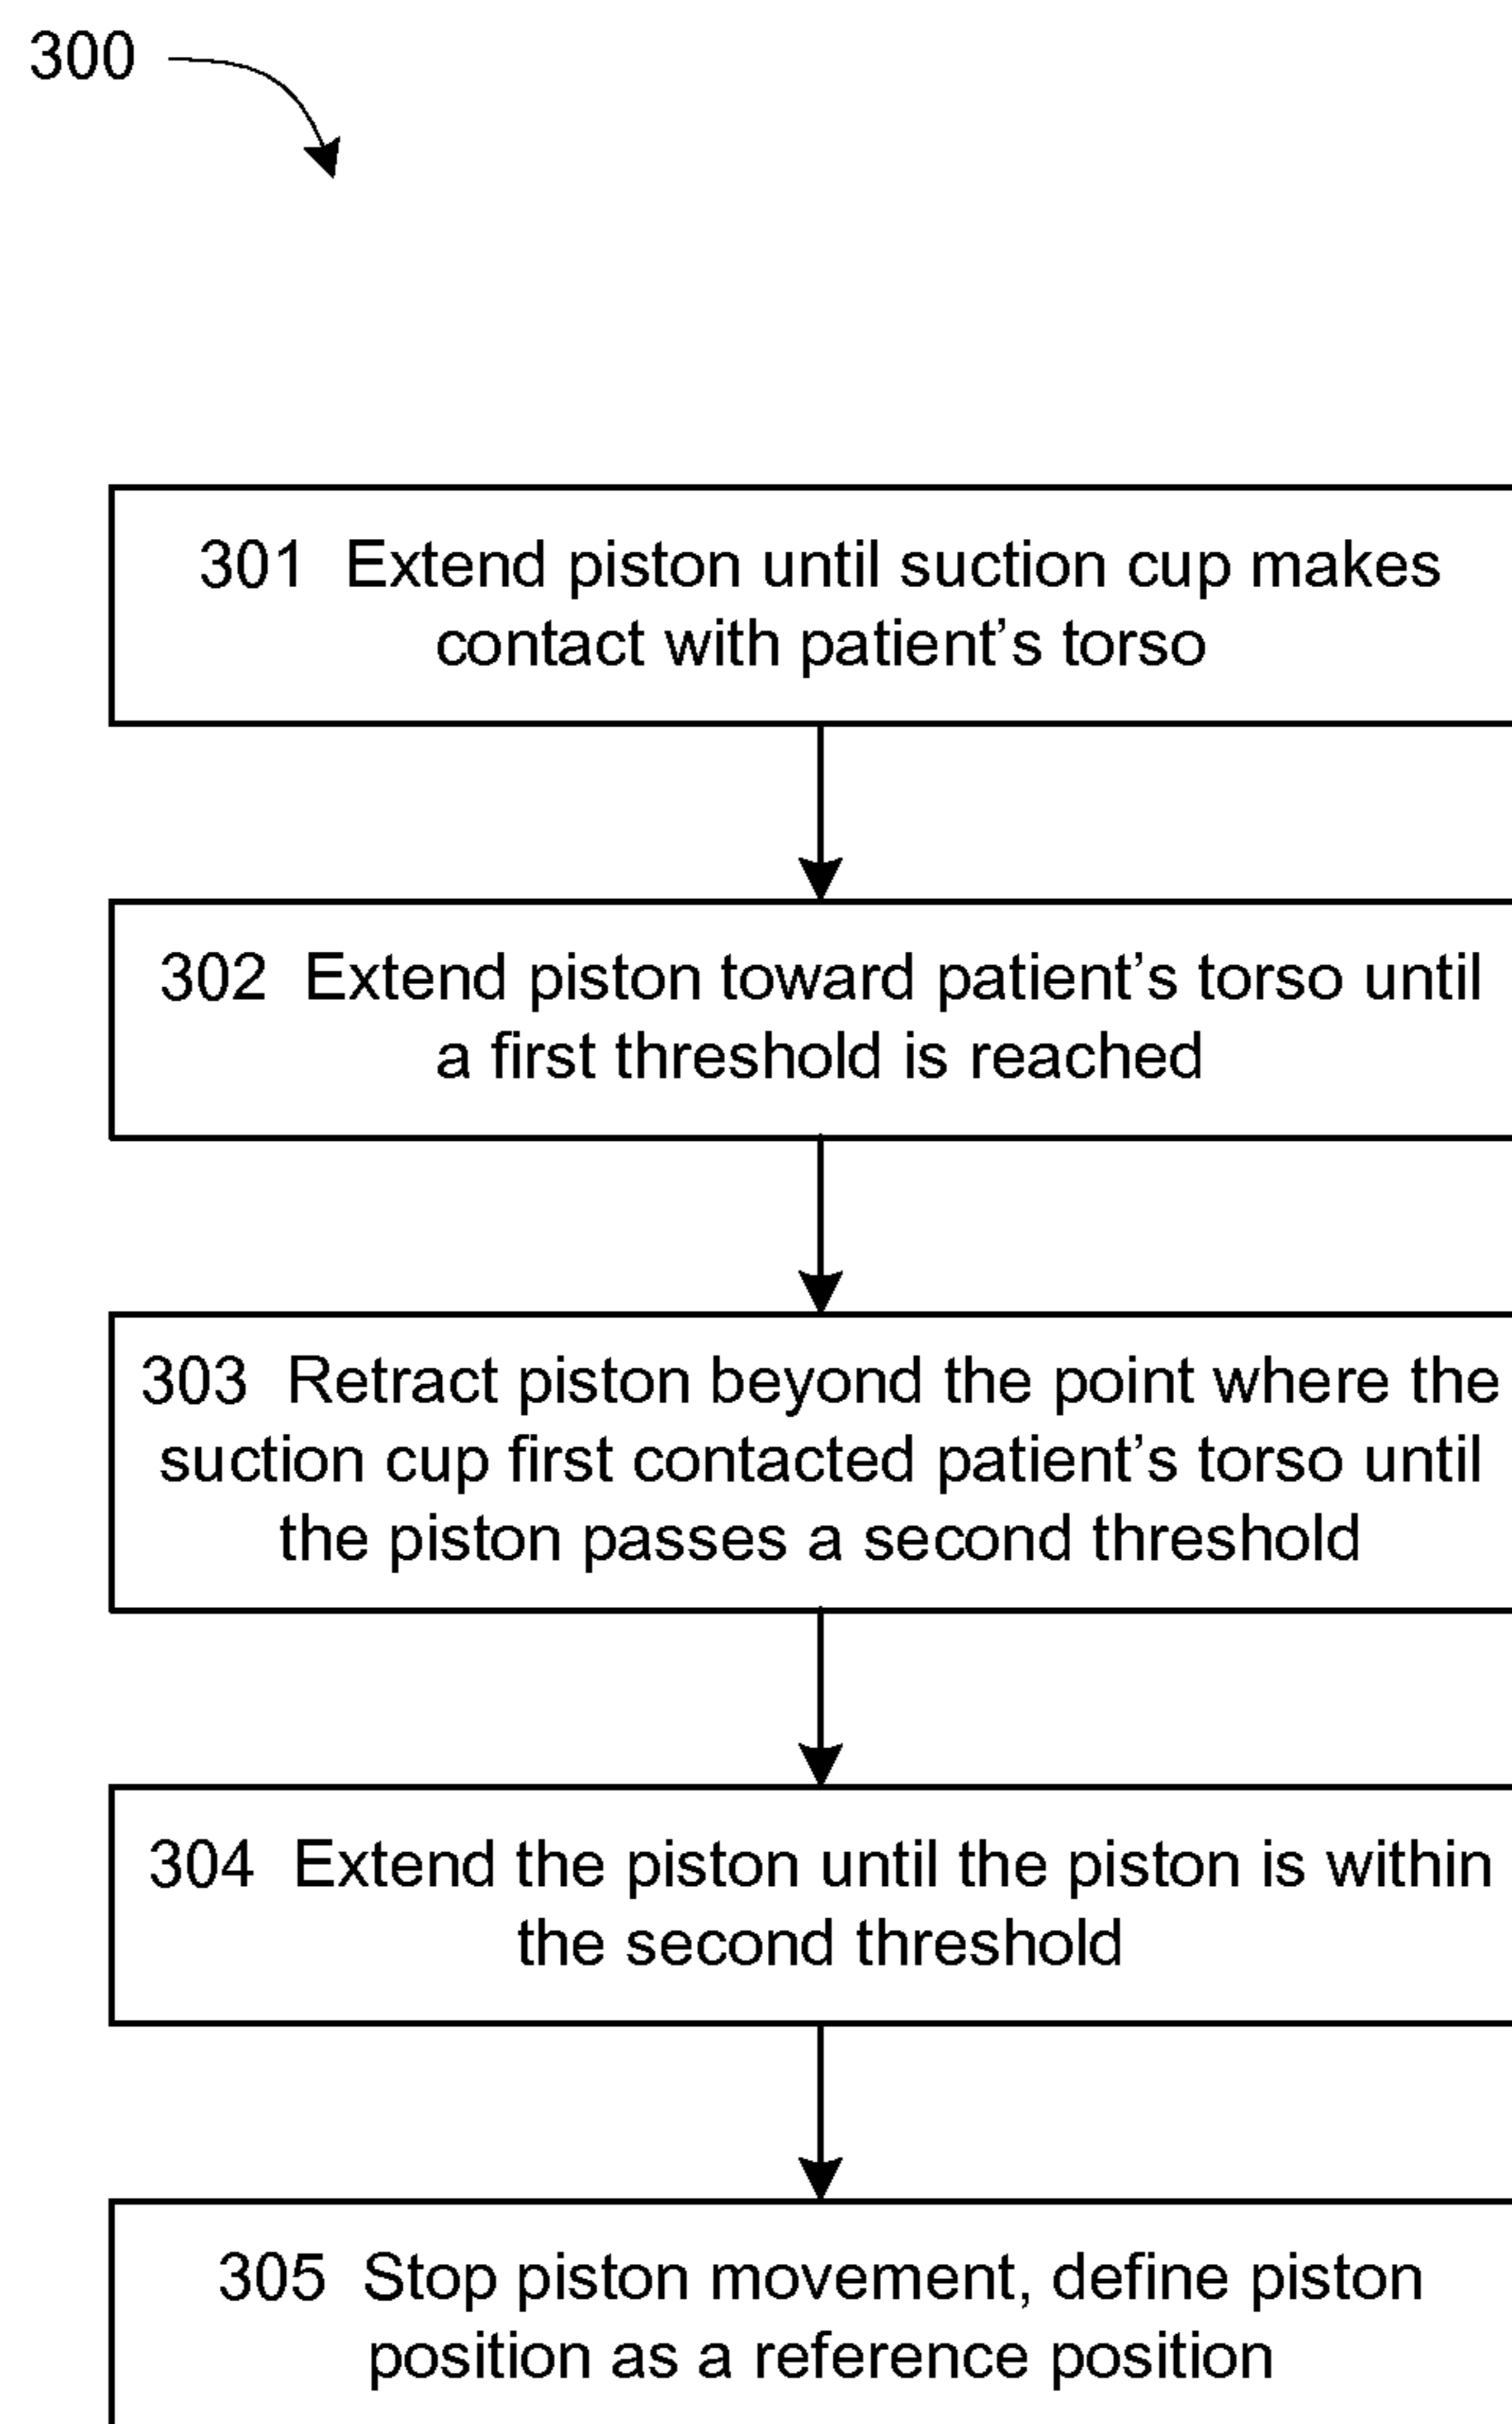 300
301 Extend piston until suction cup makes
contact with patient's torso
302 Extend piston toward patient's torso until
a first threshold is reached
303 Retract piston beyond the point where the
suction cup first contacted patient's torso until
the piston passes a second threshold
304 Extend the piston until the piston is within
the second threshold
305 Stop piston movement, define piston
position as a reference position